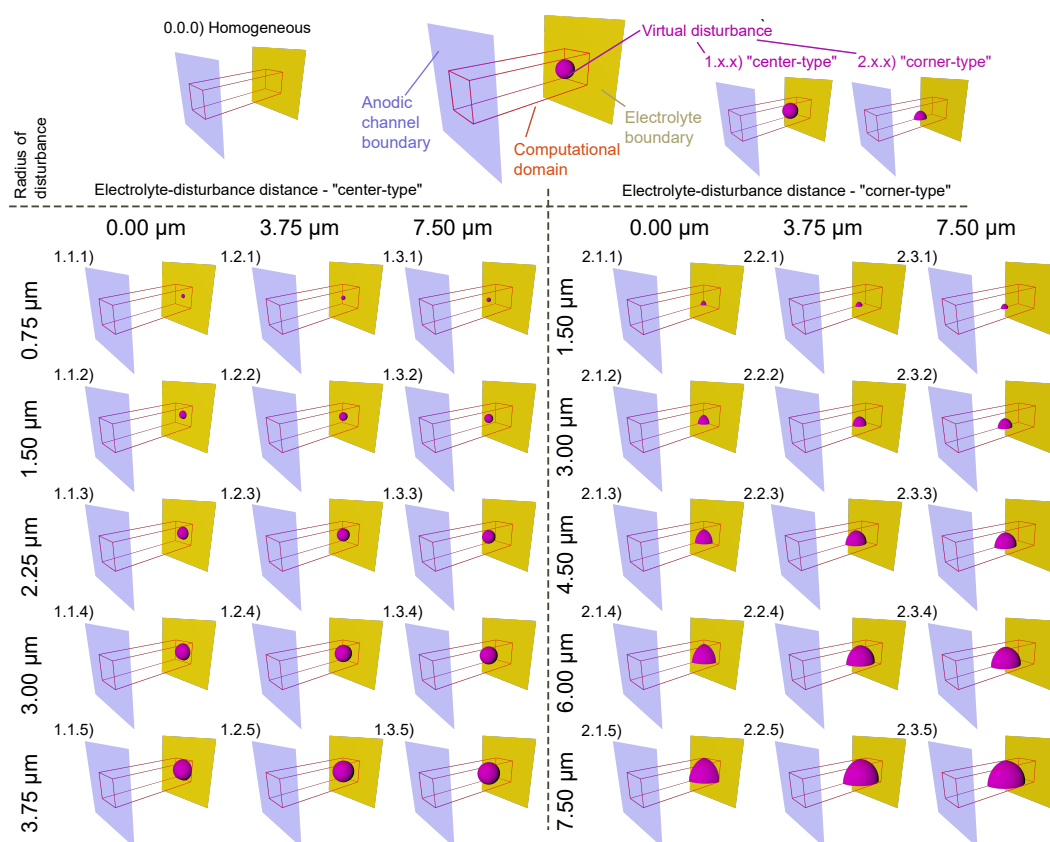 0.0.0) Homogeneous
Virtual disturbance
1.x.x) "center-type"
2.x.x) "corner-type"
Anodic
channel
boundary
Electrolyte
boundary
Computational
domain
Radius of
disturbance
Electrolyte-disturbance distance - "center-type"
Electrolyte-disturbance distance - "corner-type"
0.00 µm
3.75 µm
7.50 µm
0.00 µm
3.75 µm
7.50 µm
0.75 µm
1.1.1)
1.2.1)
1.3.1)
1.50 µm
2.1.1)
2.2.1)
2.3.1)
1.50 µm
1.1.2)
1.2.2)
1.3.2)
3.00 µm
2.1.2)
2.2.2)
2.3.2)
2.25 µm
1.1.3)
1.2.3)
1.3.3)
4.50 µm
2.1.3)
2.2.3)
2.3.3)
3.00 µm
1.1.4)
1.2.4)
1.3.4)
6.00 µm
2.1.4)
2.2.4)
2.3.4)
3.75 µm
1.1.5)
1.2.5)
1.3.5)
7.50 µm
2.1.5)
2.2.5)
2.3.5)